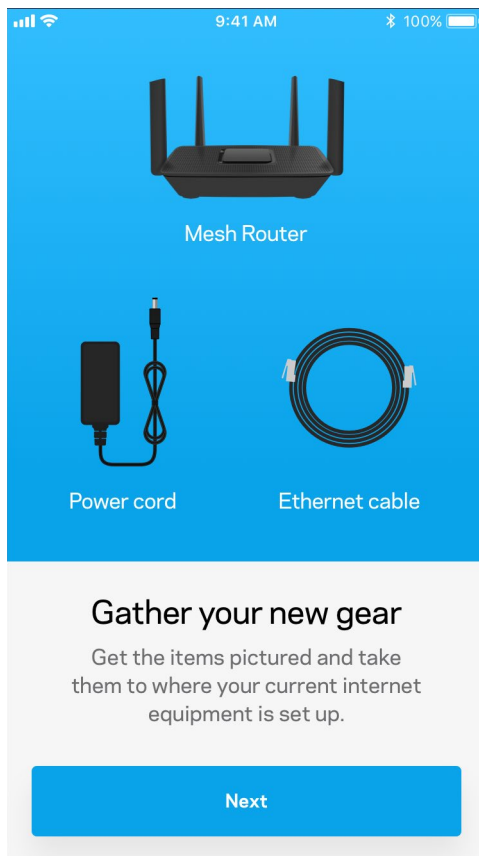 9:41 AM 100%
Mesh Router
Power cord Ethernet cable
Gather your new gear
Get the items pictured and take
them to where your current internet
equipment is set up.
Next